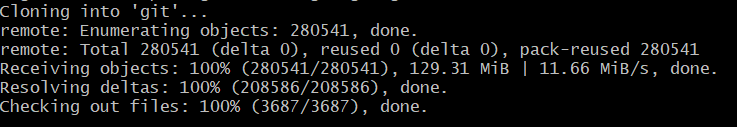 Cloning into 'git'...
remote: Enumerating objects: 280541, done.
remote: Total 280541 (delta 0), reused 0 (delta 0), pack-reused 280541
Receiving objects: 100% (280541/280541), 129.31 MiB | 11.66 MiB/s, done.
Resolving deltas: 100% (208586/208586), done.
Checking out files: 100% (3687/3687), done.